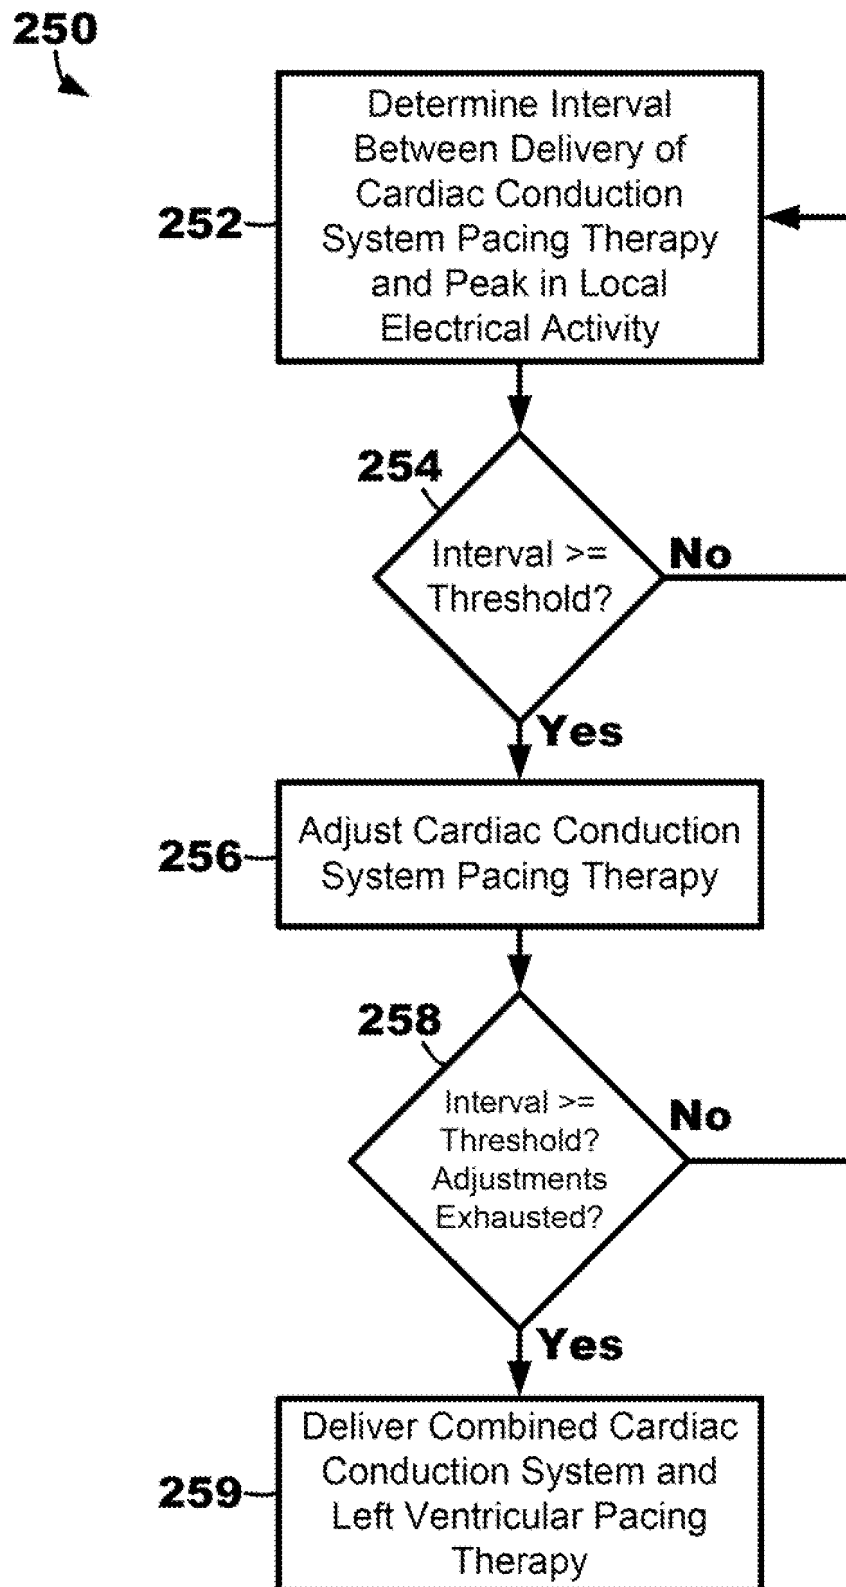 250
Determine Interval
Between Delivery of
Cardiac Conduction
System Pacing Therapy
and Peak in Local
Electrical Activity
252
254
Interval >=
Threshold?
No
Yes
Adjust Cardiac Conduction
System Pacing Therapy
256
258
Interval >=
Threshold?
Adjustments
Exhausted?
No
Yes
Deliver Combined Cardiac
Conduction System and
Left Ventricular Pacing
Therapy
259